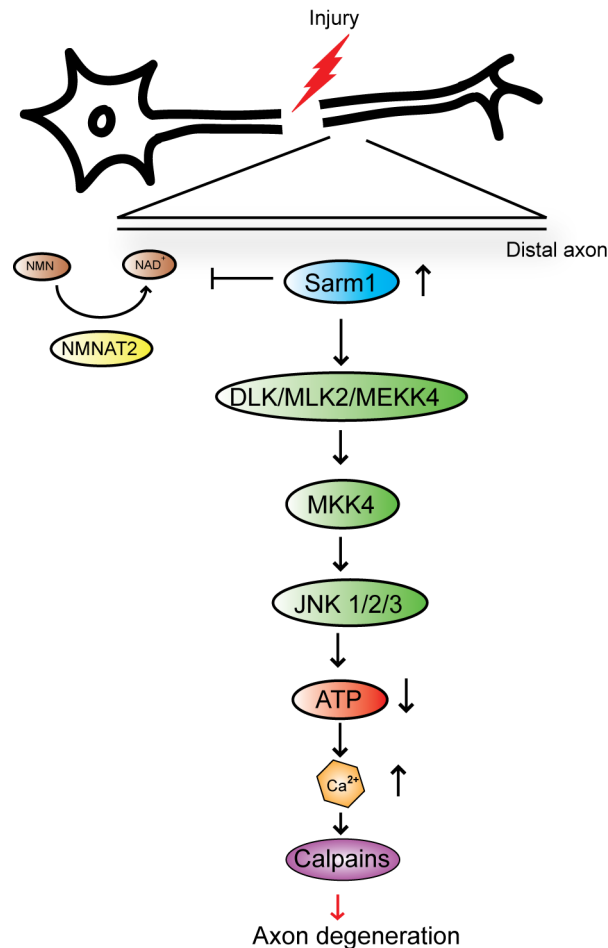 Injury
Distal axon
NMN
NAD+
Sarm1
NMNAT2
DLK/MLK2/MEKK4
MKK4
JNK 1/2/3
ATP
Ca2+
Calpains
Axon degeneration